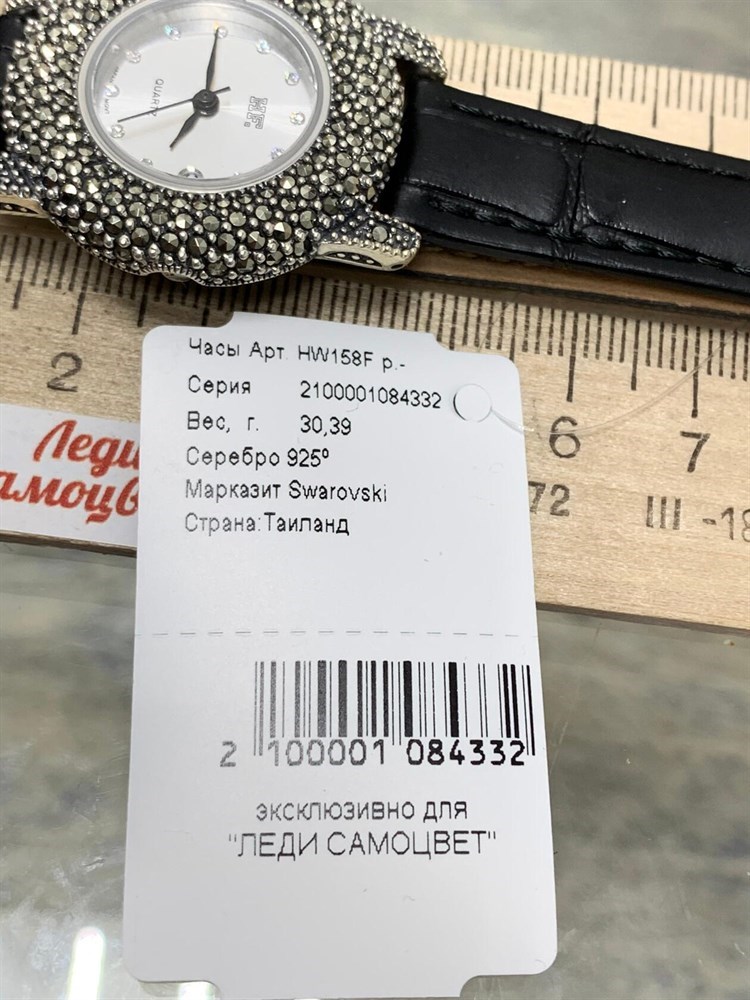 QUARTZ
Часы Арт. HW158F р.-
Серия 2100001084332
Вес, г. 30,39
Серебро 925°
Марказит Swarovski
Страна:Таиланд
2 100001 084332
эксклюзивно для
"ЛЕДИ САМОЦВЕТ"
2
6
7
72
III -18
Леди
амоцв